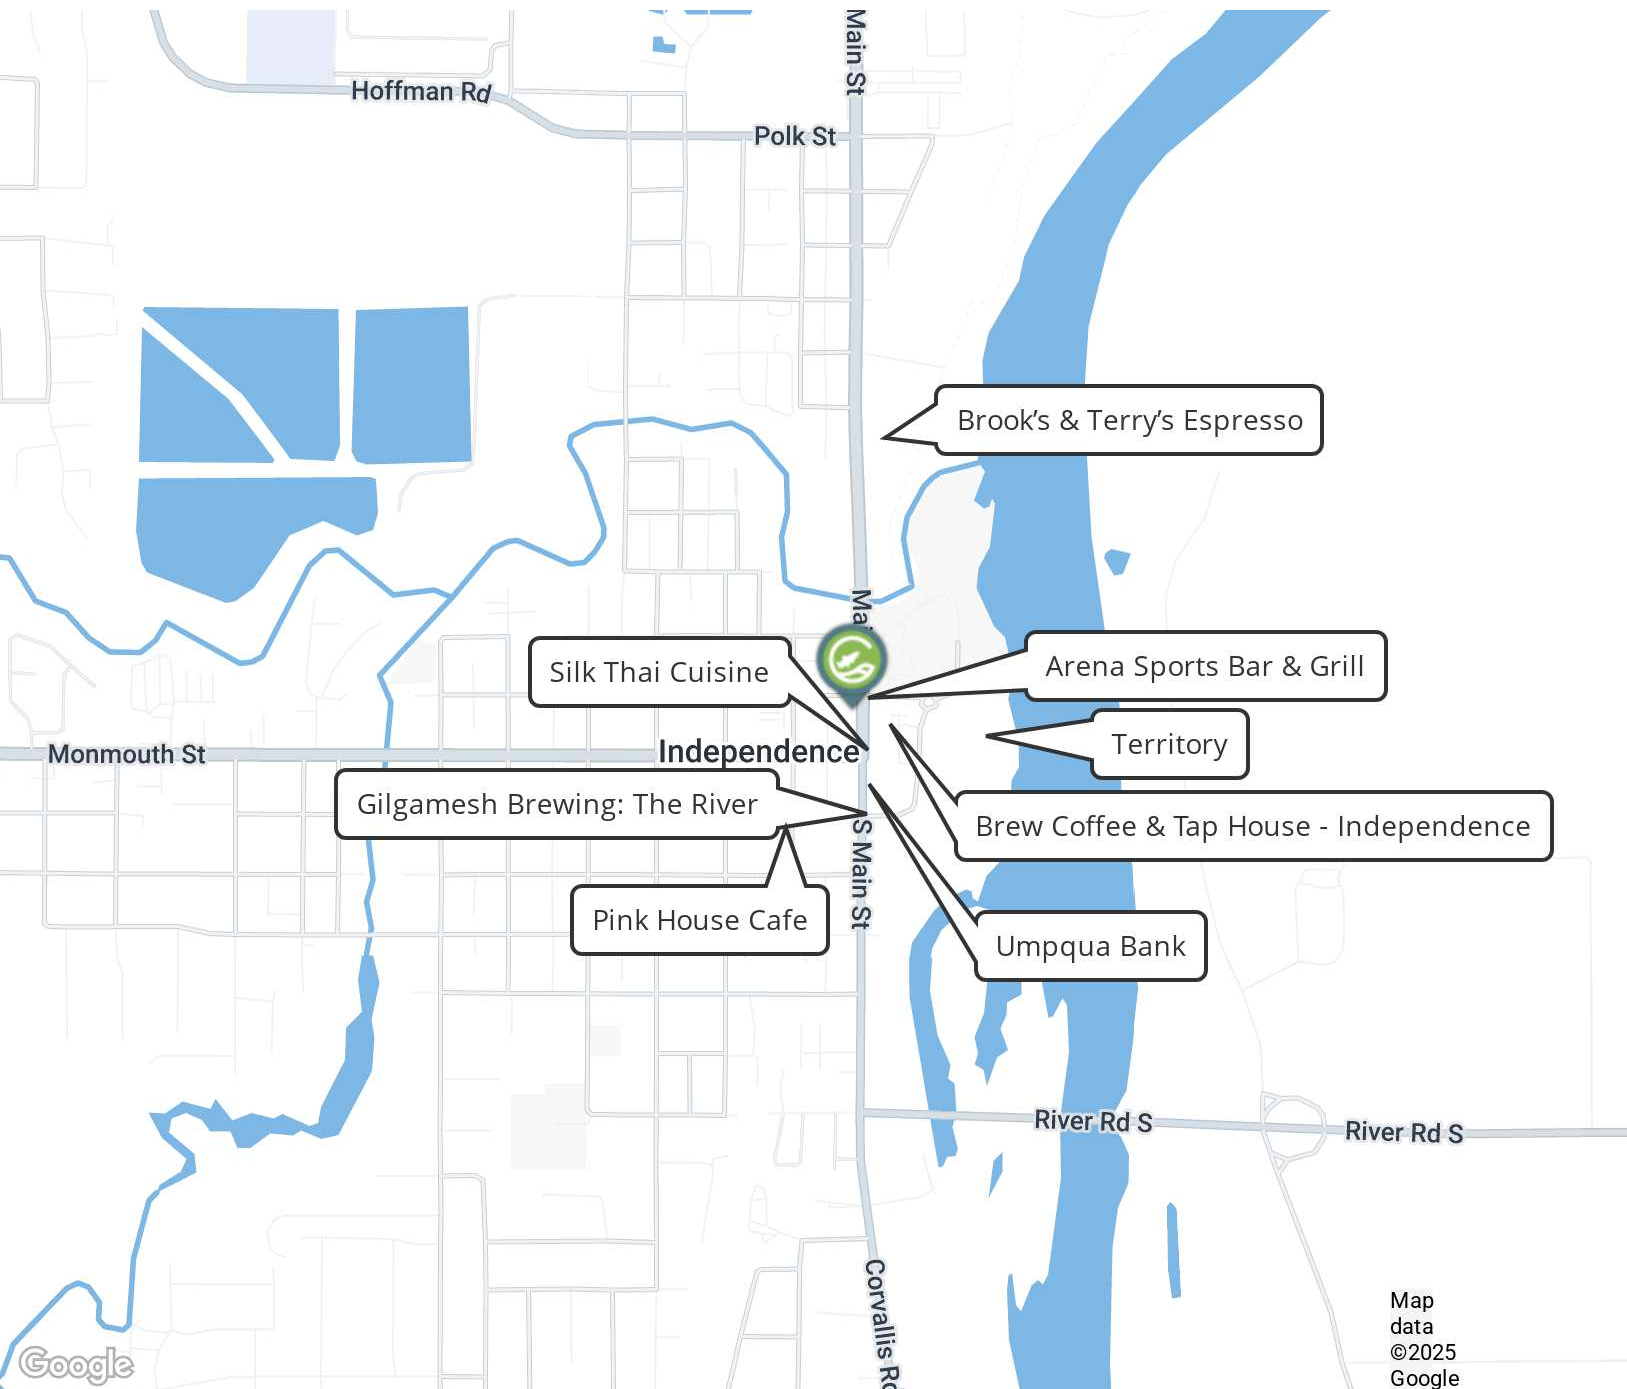 Main St
Hoffman Rd
Polk St
Brook's & Terry's Espresso
Mai
Silk Thai Cuisine
Arena Sports Bar & Grill
Monmouth St
Independence
Territory
Gilgamesh Brewing: The River
Brew Coffee & Tap House - Independence
S Main St
Pink House Cafe
Umpqua Bank
River Rd S
River Rd S
Corvallis Rd
Map
data
©2025
Google
Google